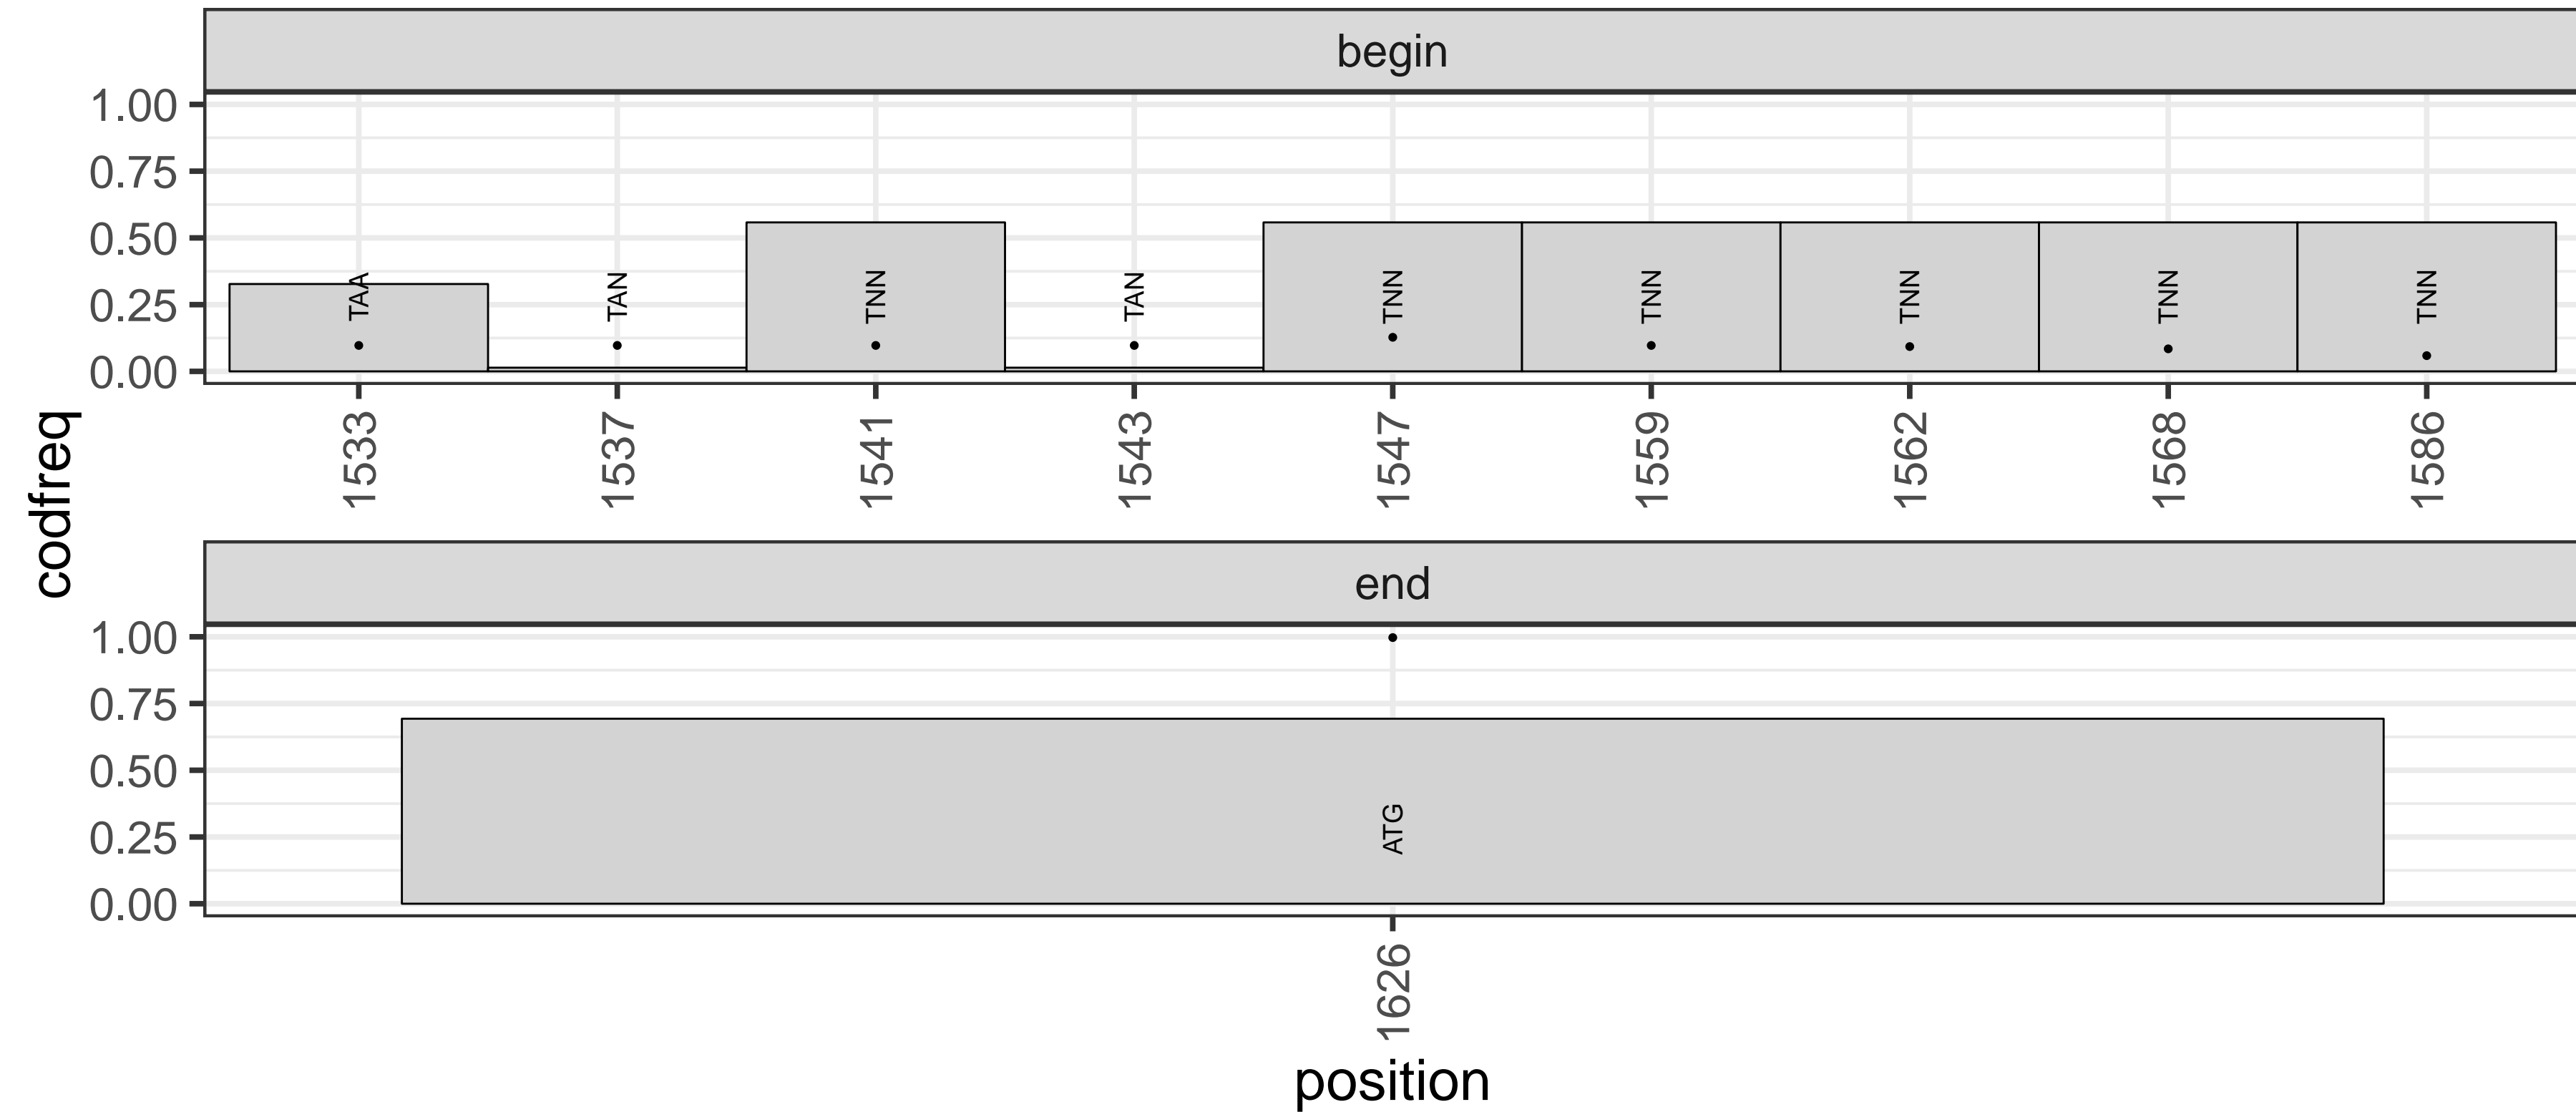 begin
1.00
0.75
0.50
0.25
0.00
TAA
TAN
TNN
TAN
TNN
TNN
TNN
TNN
TNN
1533
1537
1541
1543
1547
1559
1562
1568
1586
codfreq
end
1.00
0.75
0.50
0.25
0.00
ATG
1626
position